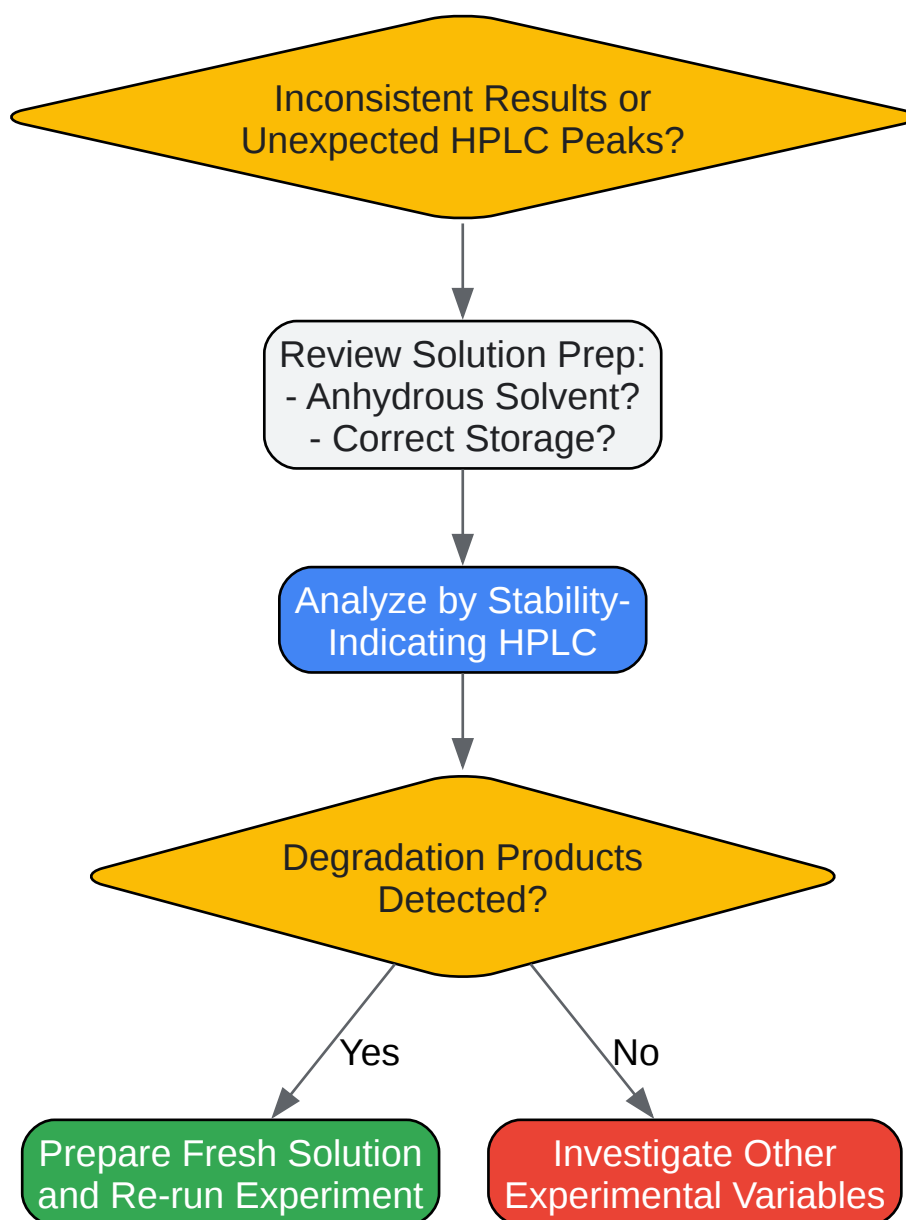 Inconsistent Results or
Unexpected HPLC Peaks?
Review Solution Prep:
- Anhydrous Solvent?
- Correct Storage?
Analyze by Stability-
Indicating HPLC
Degradation Products
Detected?
Yes
No
Prepare Fresh Solution
and Re-run Experiment
Investigate Other
Experimental Variables